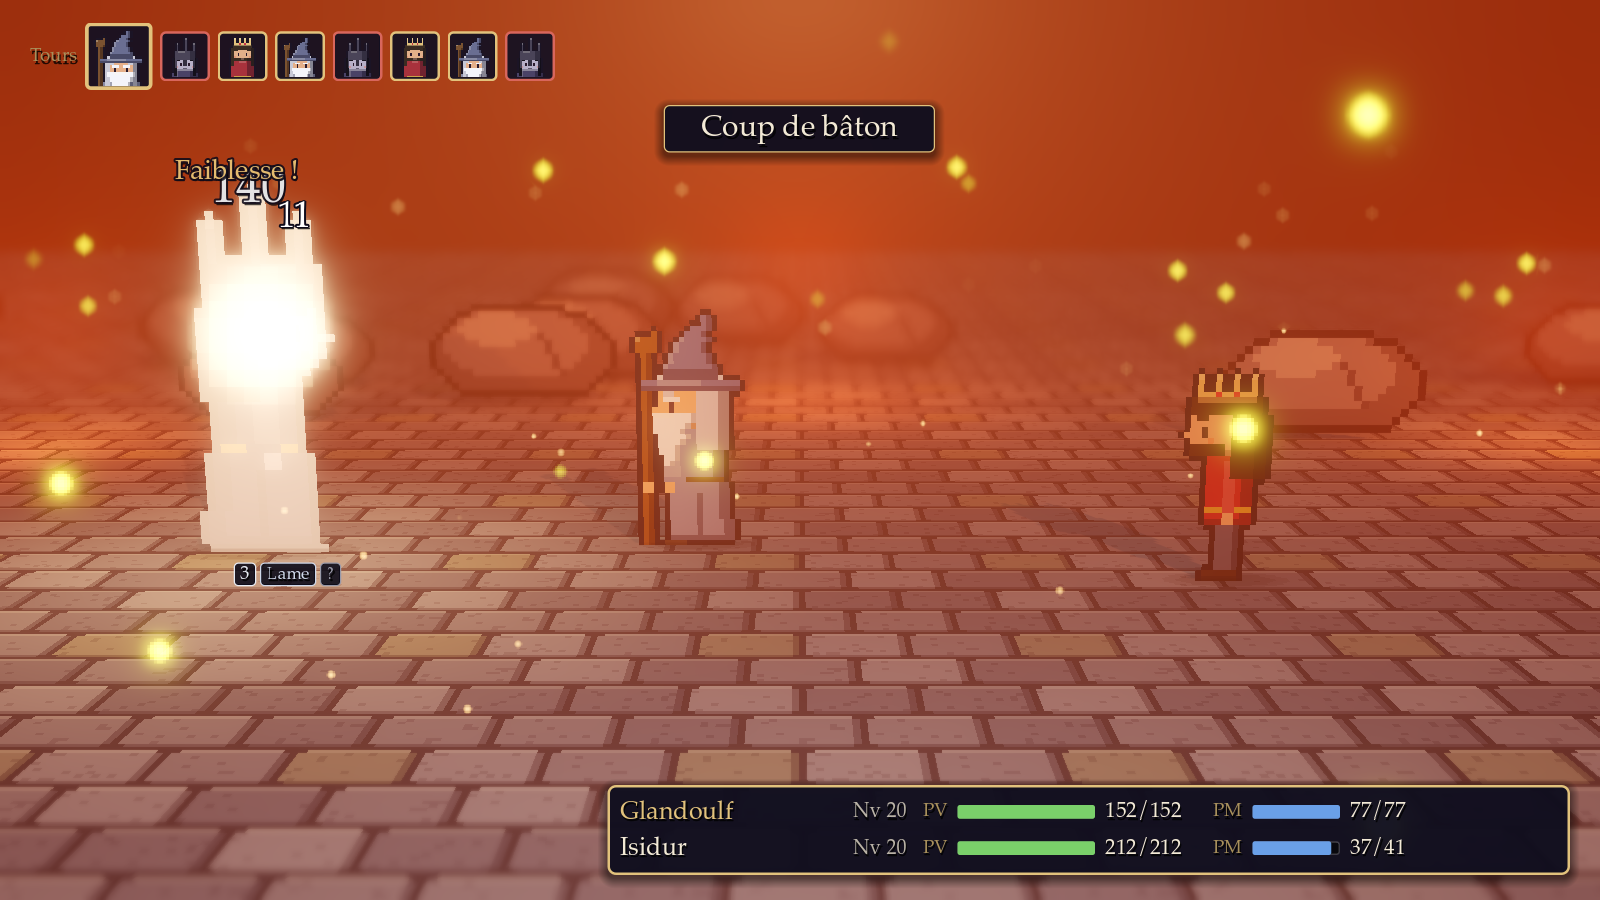 Tours
Coup de bâton
Faiblesse !
140
11
3 Lame ?
Glandoulf Nv 20 PV 152/152 PM 77/77
Isidur Nv 20 PV 212/212 PM 37/41